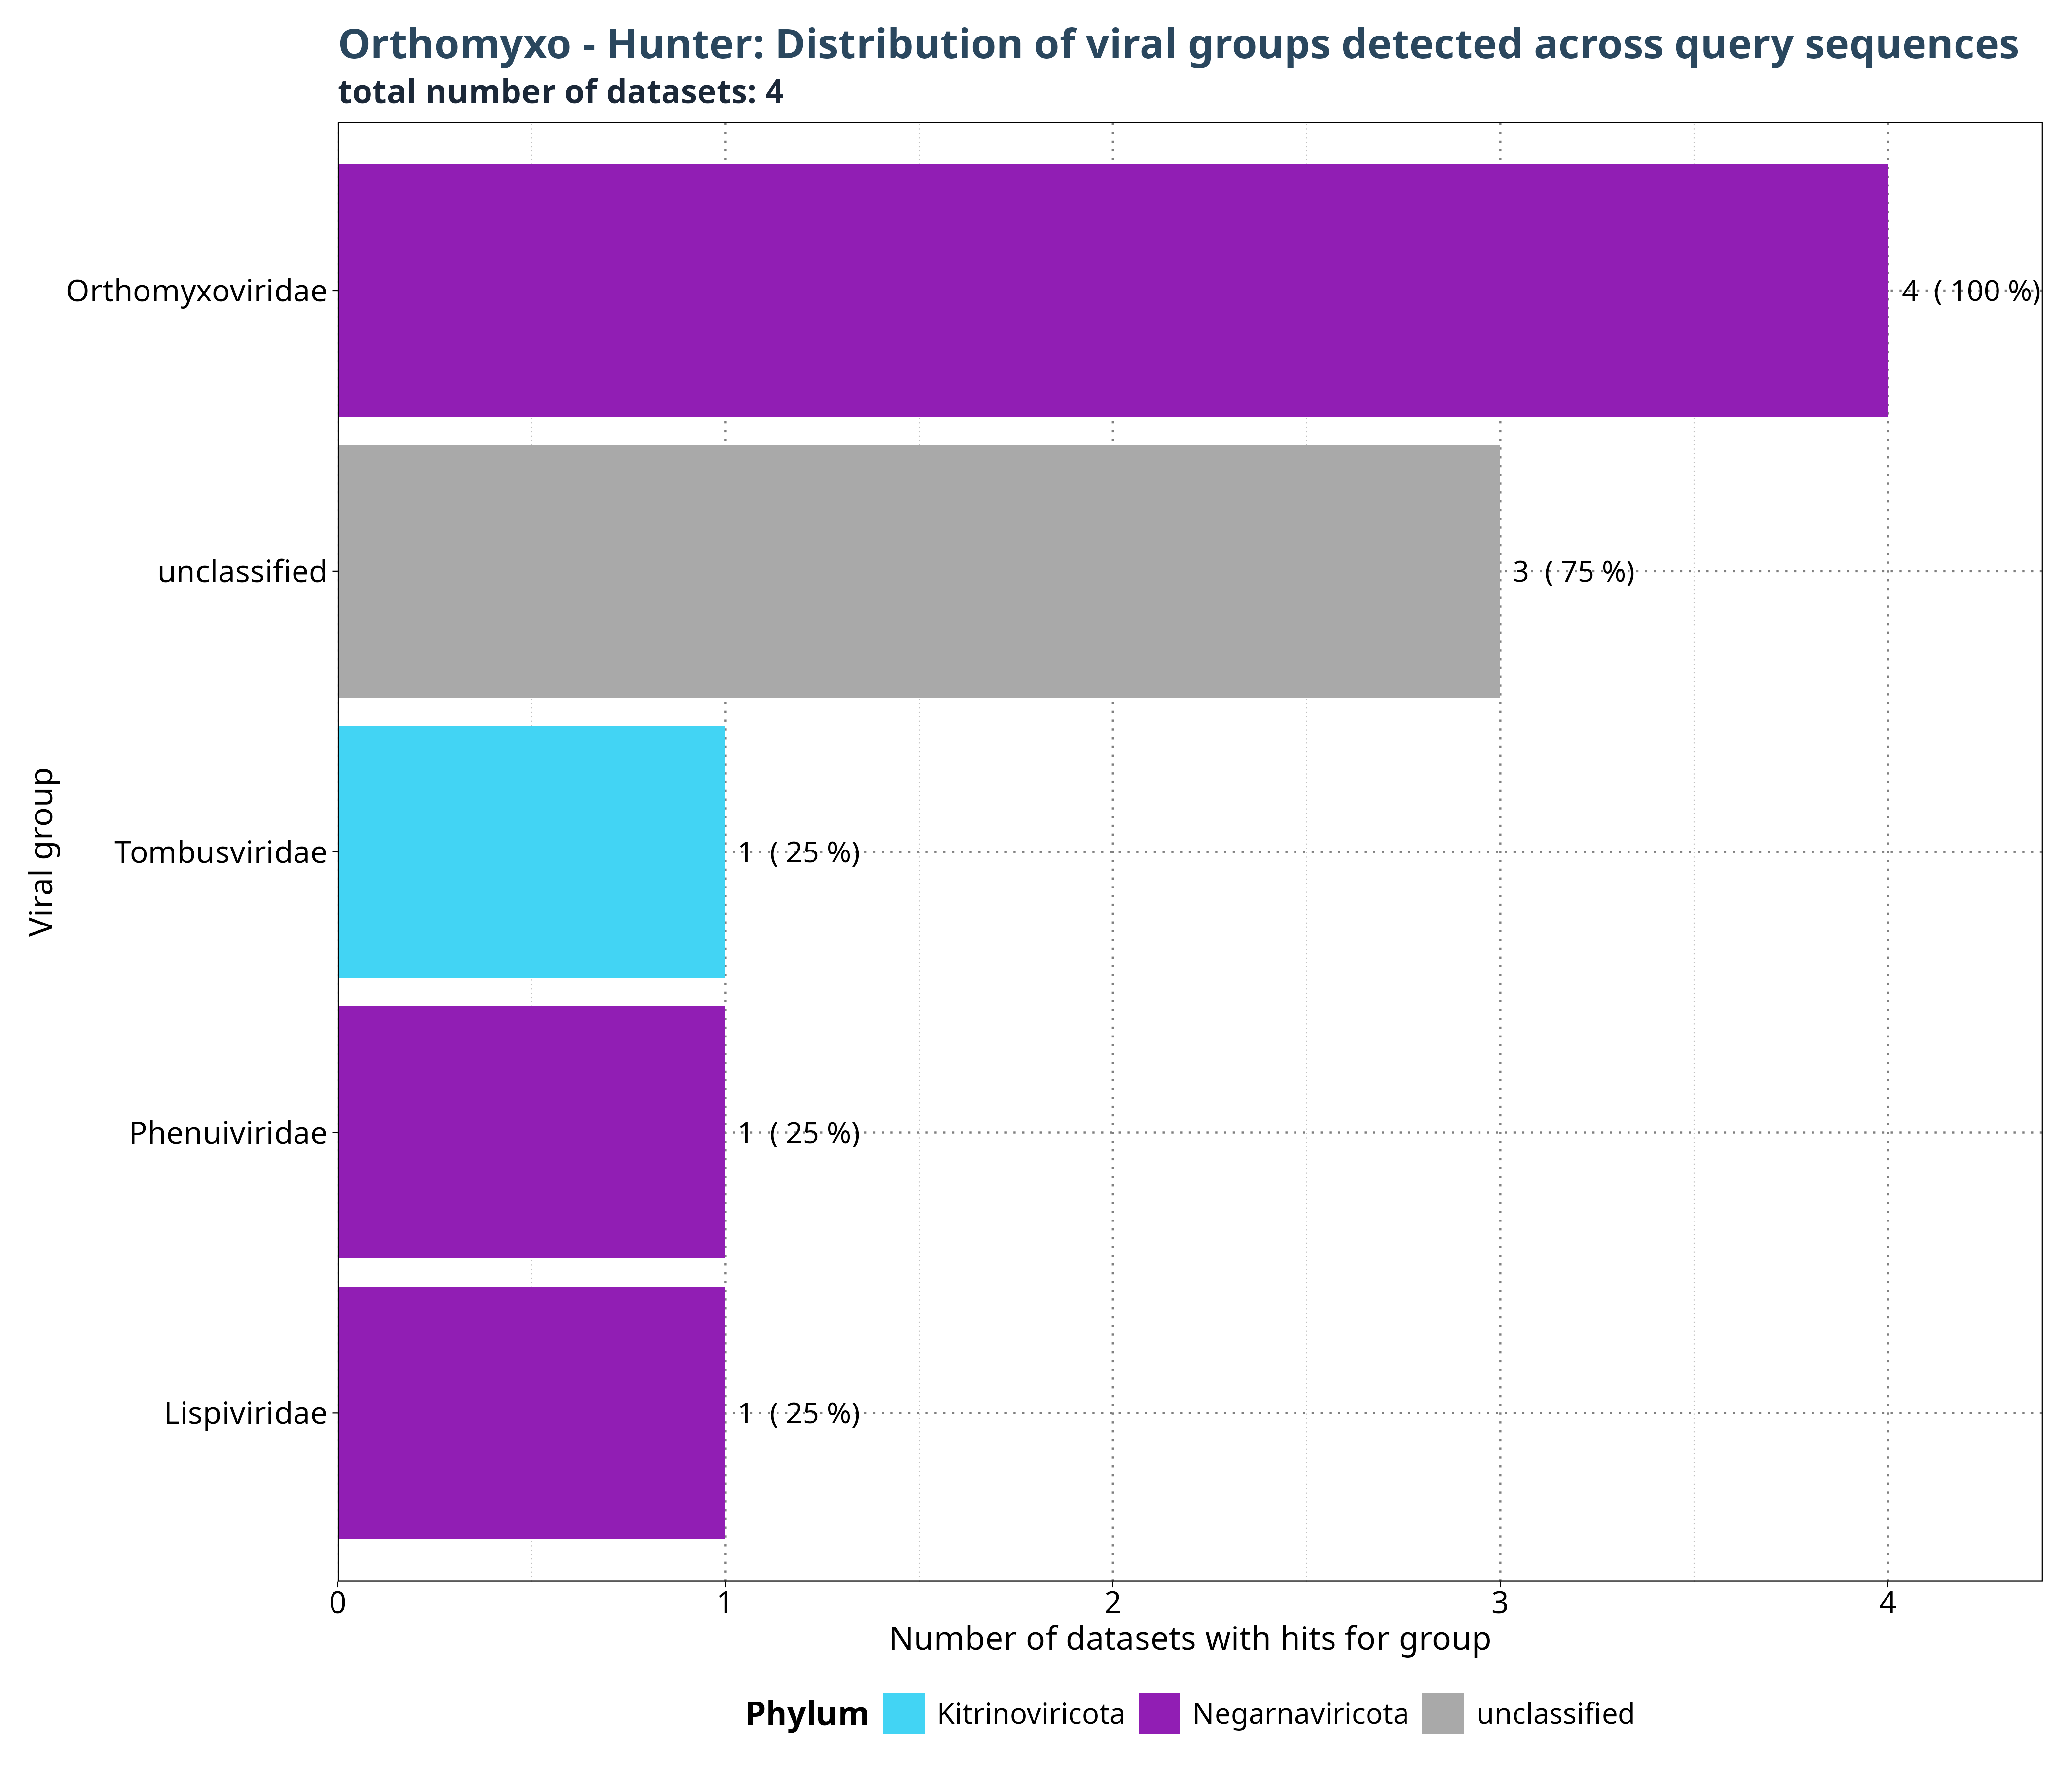 Orthomyxo - Hunter: Distribution of viral groups detected across query sequences
total number of datasets: 4
Viral group
Orthomyxoviridae
4 ( 100 %)
unclassified
3 ( 75 %)
Tombusviridae
1 ( 25 %)
Phenuiviridae
1 ( 25 %)
Lispiviridae
1 ( 25 %)
0 1 2 3 4
Number of datasets with hits for group
Phylum Kitrinoviricota Negarnaviricota unclassified